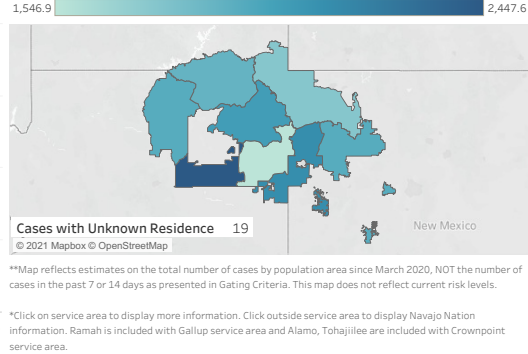 1,546.9 2,447.6
New Mexico
Cases with Unknown Residence 19
© 2021 Mapbox © OpenStreetMap
**Map reflects estimates on the total number of cases by population area since March 2020, NOT the number of
cases in the past 7 or 14 days as presented in Gating Criteria. This map does not reflect current risk levels.
*Click on service area to display more information. Click outside service area to display Navajo Nation
information. Ramah is included with Gallup service area and Alamo, Tohajiilee are included with Crownpoint
service area.